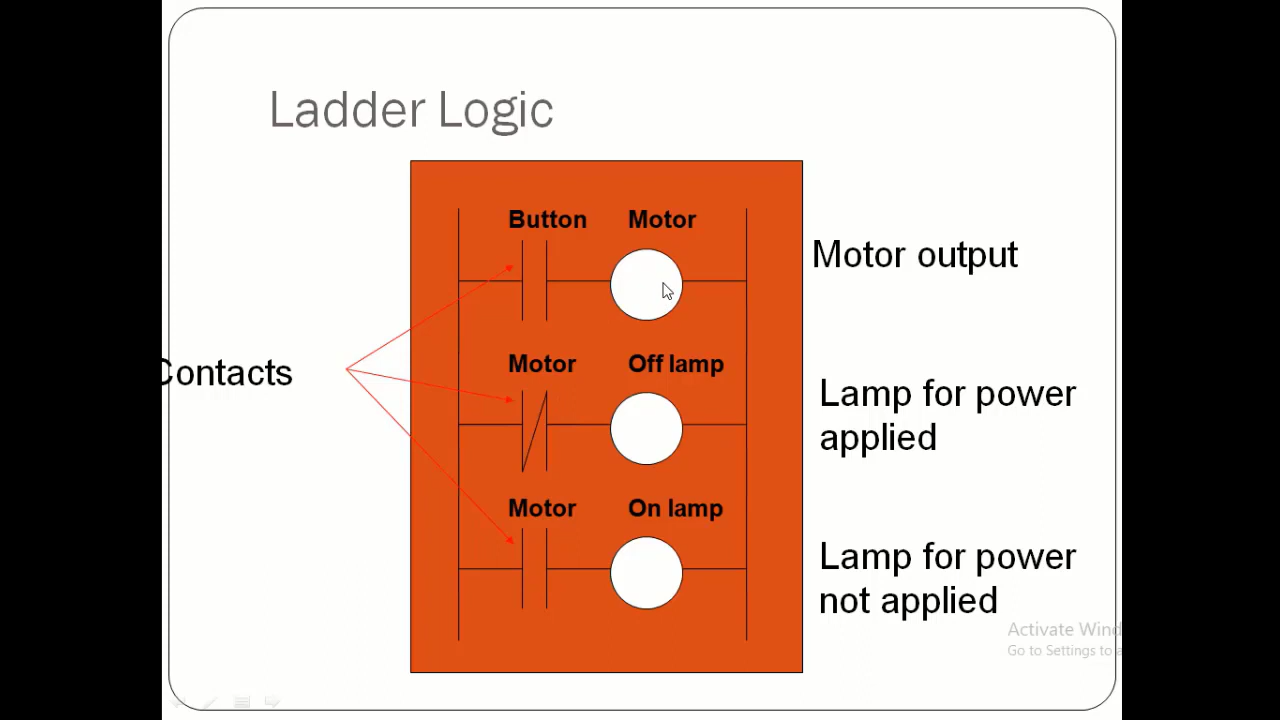 Ladder Logic
Button Motor
Motor output
Motor Off lamp
Contacts
Lamp for power
applied
Motor On lamp
Lamp for power
not applied
Activate Wind
Go to Settings to a